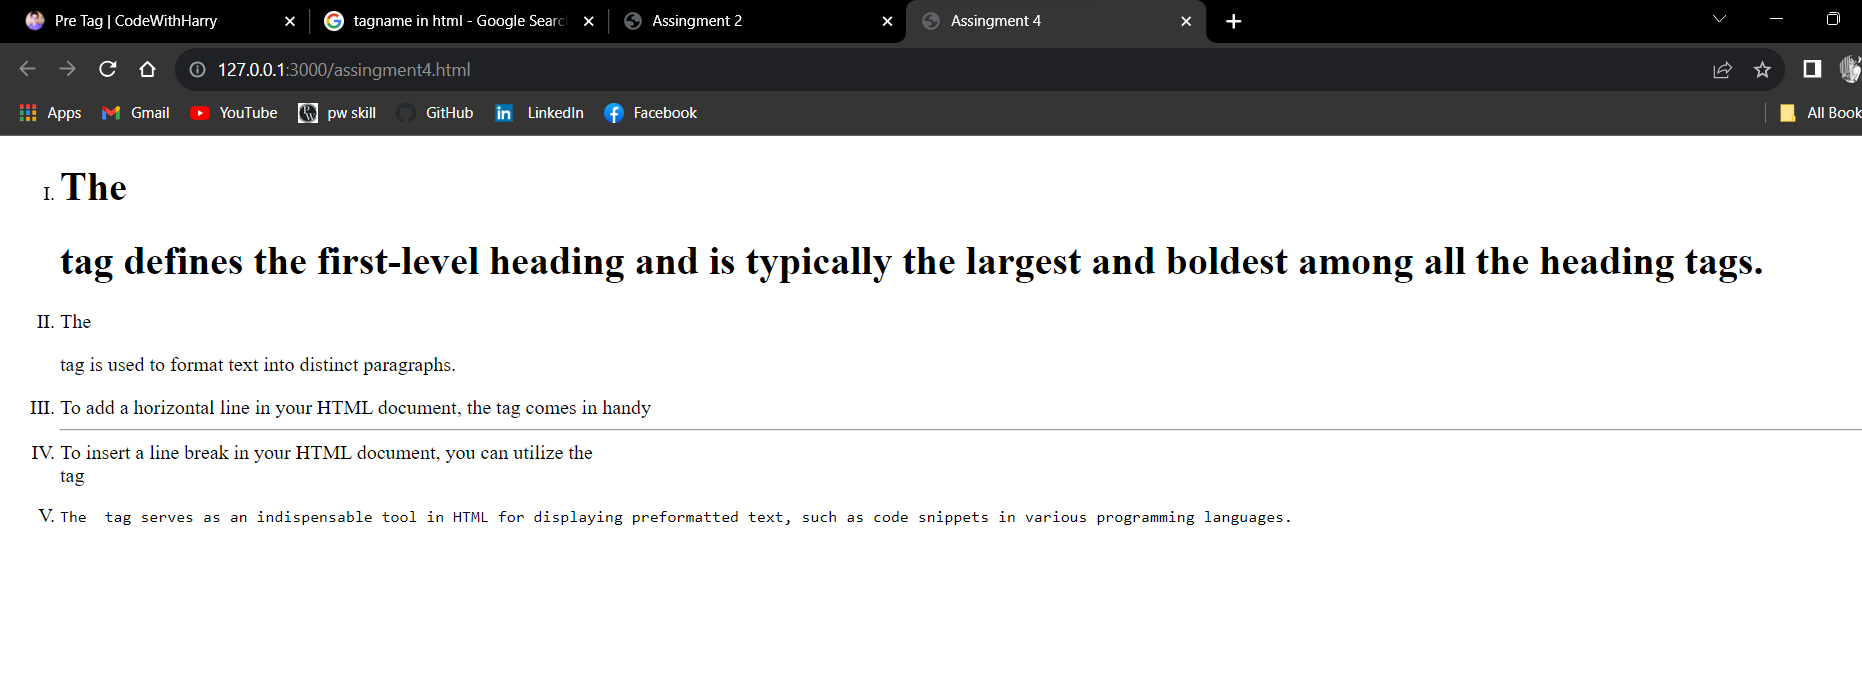 Pre Tag | CodeWithHarry
tagname in html - Google Searc
Assingment 2
Assingment 4
127.0.0.1:3000/assingment4.html
Apps
Gmail
YouTube
pw skill
GitHub
LinkedIn
Facebook
All Book
I. The
tag defines the first-level heading and is typically the largest and boldest among all the heading tags.
II. The
tag is used to format text into distinct paragraphs.
III. To add a horizontal line in your HTML document, the tag comes in handy
IV. To insert a line break in your HTML document, you can utilize the
tag
V. The  tag serves as an indispensable tool in HTML for displaying preformatted text, such as code snippets in various programming languages.